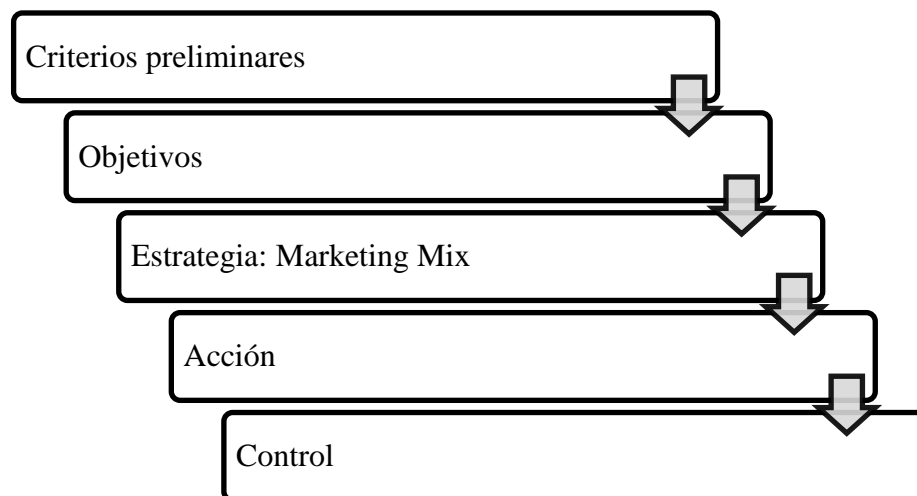 Criterios preliminares
Objetivos
Estrategia: Marketing Mix
Acción
Control